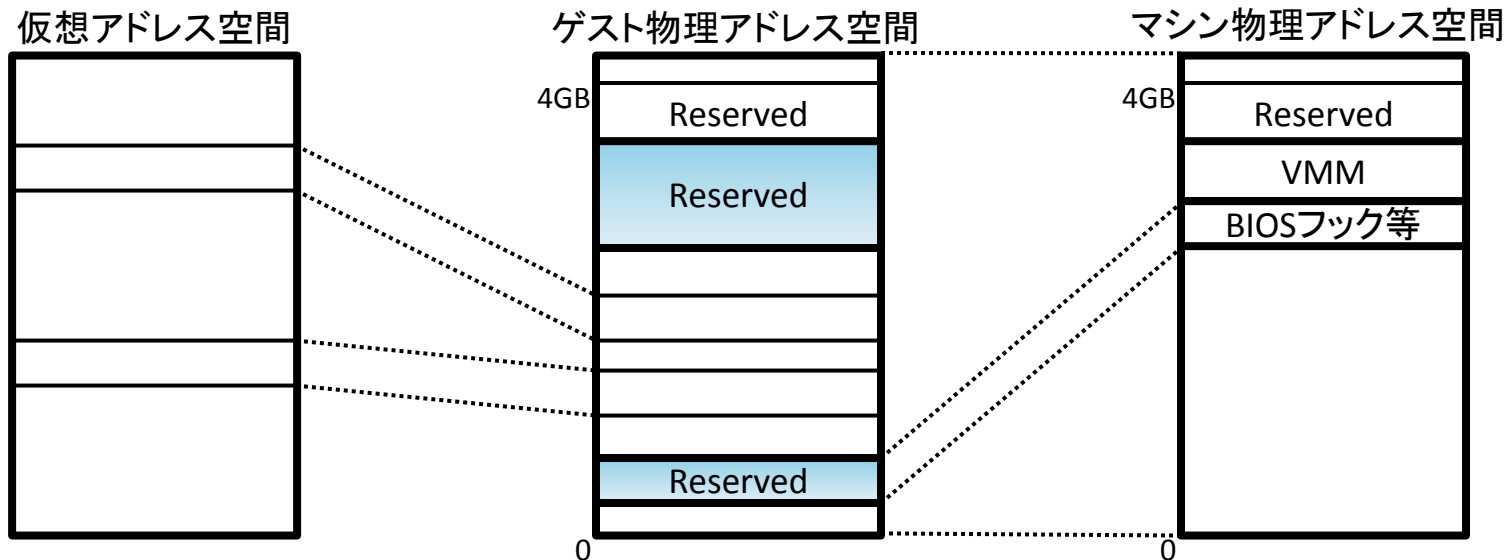 仮想アドレス空間
ゲスト物理アドレス空間
マシン物理アドレス空間
4GB
Reserved
Reserved
Reserved
0
4GB
Reserved
VMM
BIOSフック等
0